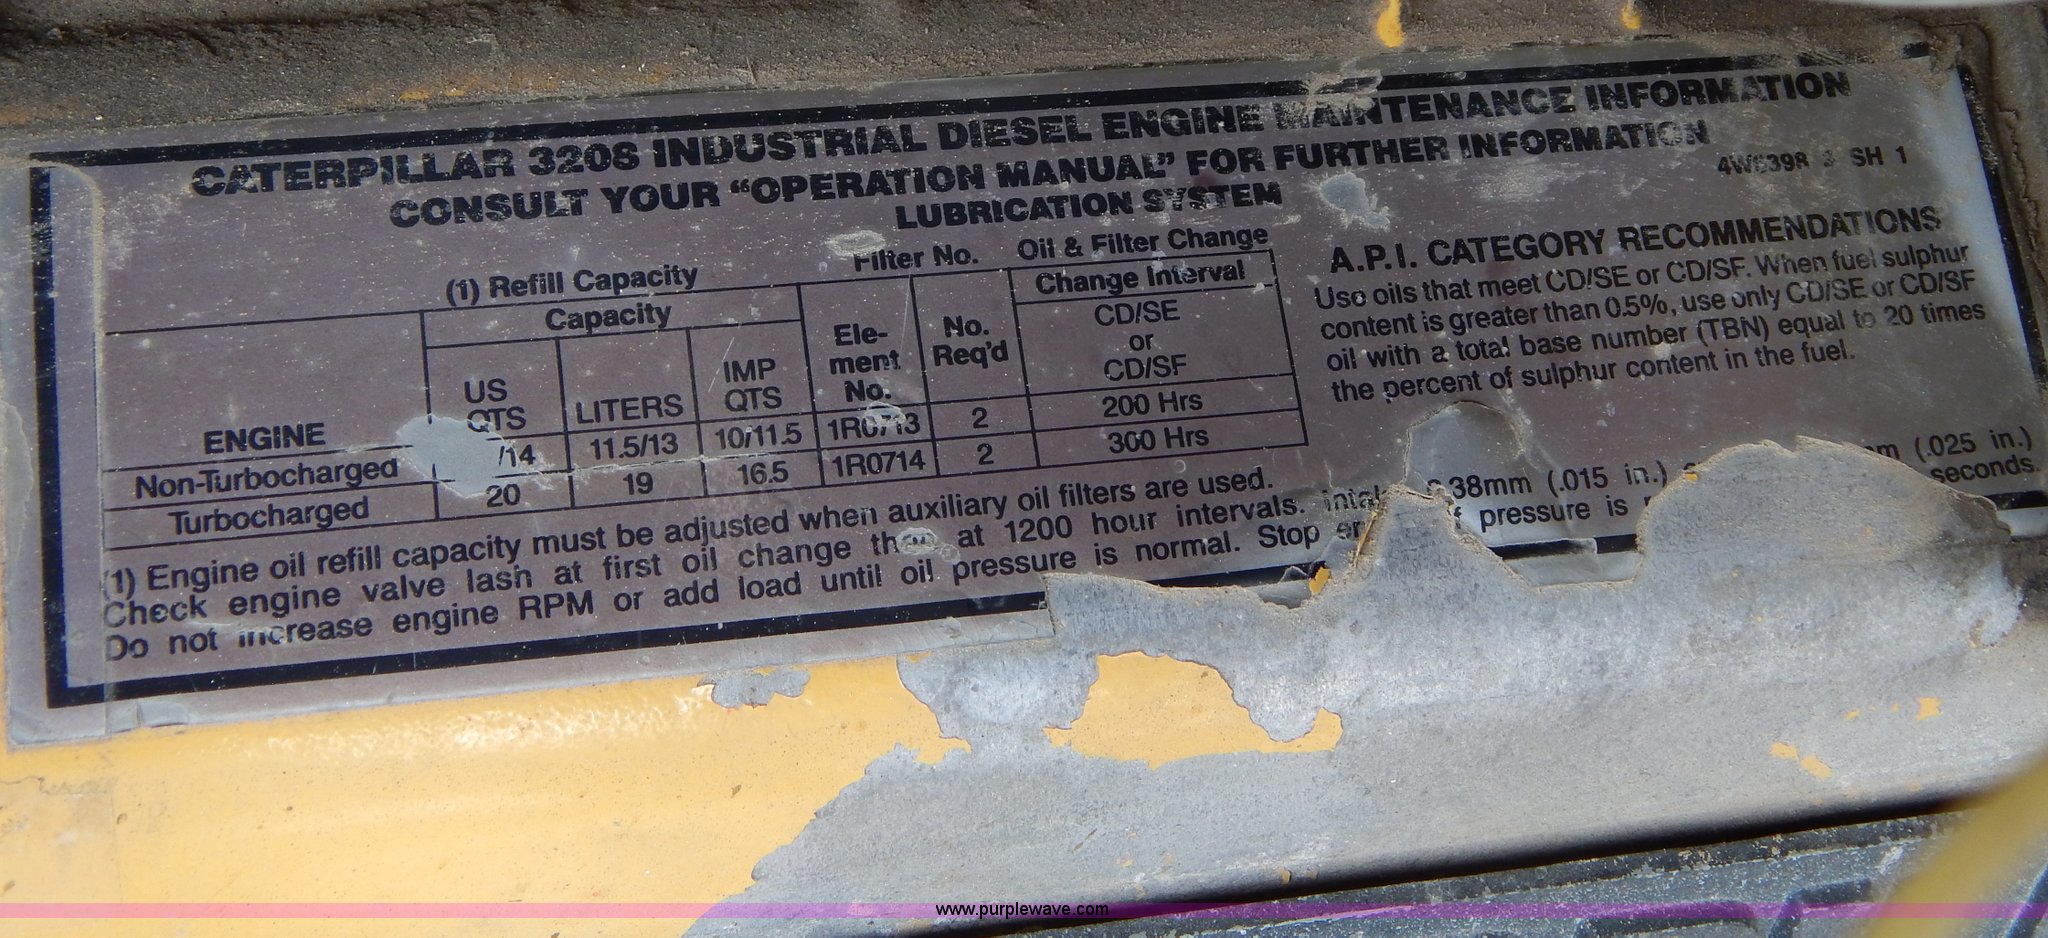 CATERPILLAR 3208 INDUSTRIAL DIESEL ENGINE MAINTENANCE INFORMATION
CONSULT YOUR “OPERATION MANUAL” FOR FURTHER INFORMATION
SH 1
LUBRICATION SYSTEM
(1) Refill Capacity Filter No. Oil & Filter Change
ENGINE Capacity Ele- No. Change Interval
US LITERS IMP ment Req'd CD/SE
QTS QTS No. or
CD/SF
Non-Turbocharged /14 11.5/13 10/11.5 1R0713 2 200 Hrs
Turbocharged 20 19 16.5 1R0714 2 300 Hrs
A.P.I. CATEGORY RECOMMENDATIONS
Use oils that meet CD/SE or CD/SF. When fuel sulphur
content is greater than 0.5%, use only CD/SE or CD/SF
oil with a total base number (TBN) equal to 20 times
the percent of sulphur content in the fuel.
(1) Engine oil refill capacity must be adjusted when auxiliary oil filters are used.
Check engine valve lash at first oil change then at 1200 hour intervals. .38mm (.015 in.) mm (.025 in.)
Do not increase engine RPM or add load until oil pressure is normal. Stop pressure is seconds.
www.purplewave.com